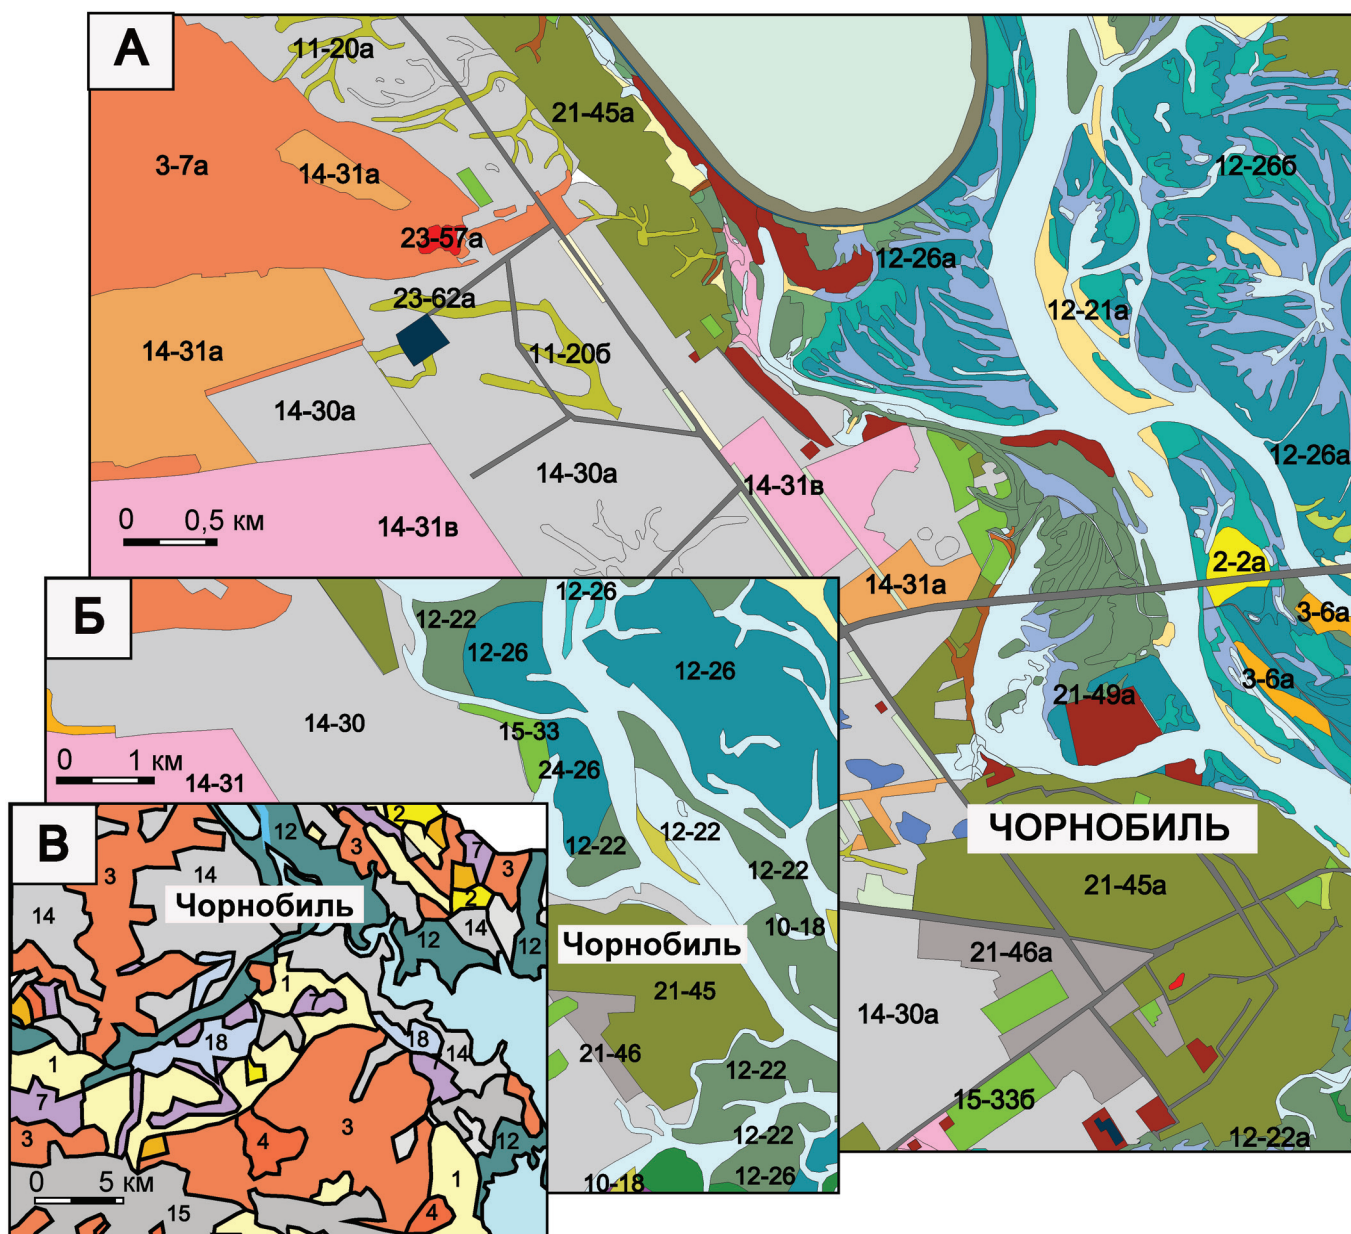 А
11-20а
21-45а
3-7а
14-31а
12-26б
23-57а
12-26а
23-62а
12-21а
14-31а
11-20б
14-30а
14-30а
12-26а
14-31в
0 0,5 км
14-31в
2-2а
14-31а
3-6а
3-6а
21-49а
ЧОРНОБИЛЬ
21-45а
21-46а
14-30а
15-33б
12-22а
Б
12-26
12-22
12-26
12-26
14-30
15-33
0 1 км
24-26
14-31
12-22
12-22
12-22
10-18
Чорнобиль
21-45
21-46
12-22
12-22
10-18
12-26
В
12
2
3
7
3
3
14
2
Чорнобиль
14
14
12
12
1
7
18
18
14
1
7
7
3
3
4
12
1
0 5 км
15
4